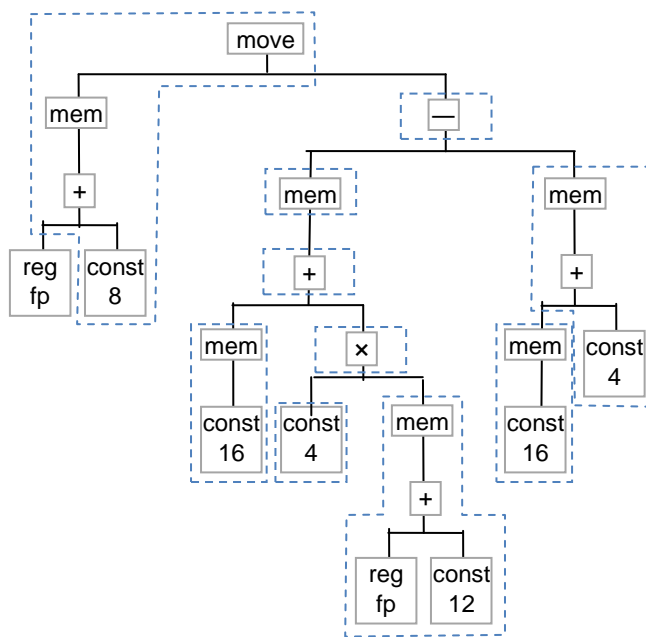 move
mem
—
mem
mem
+
+
+
reg
fp
const
8
mem
×
mem
const
4
const
16
const
4
mem
const
16
+
reg
fp
const
12